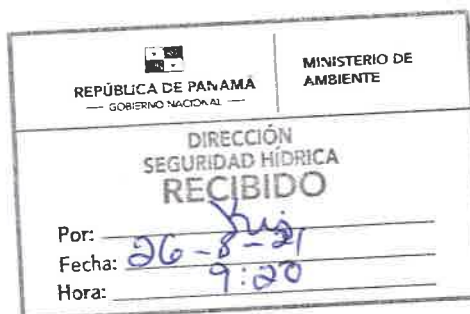 REPÚBLICA DE PANAMÁ
— GOBIERNO NACIONAL —
MINISTERIO DE
AMBIENTE
DIRECCIÓN
SEGURIDAD HÍDRICA
RECIBIDO
Por:
Fecha: 26-8-21
Hora: 9:20